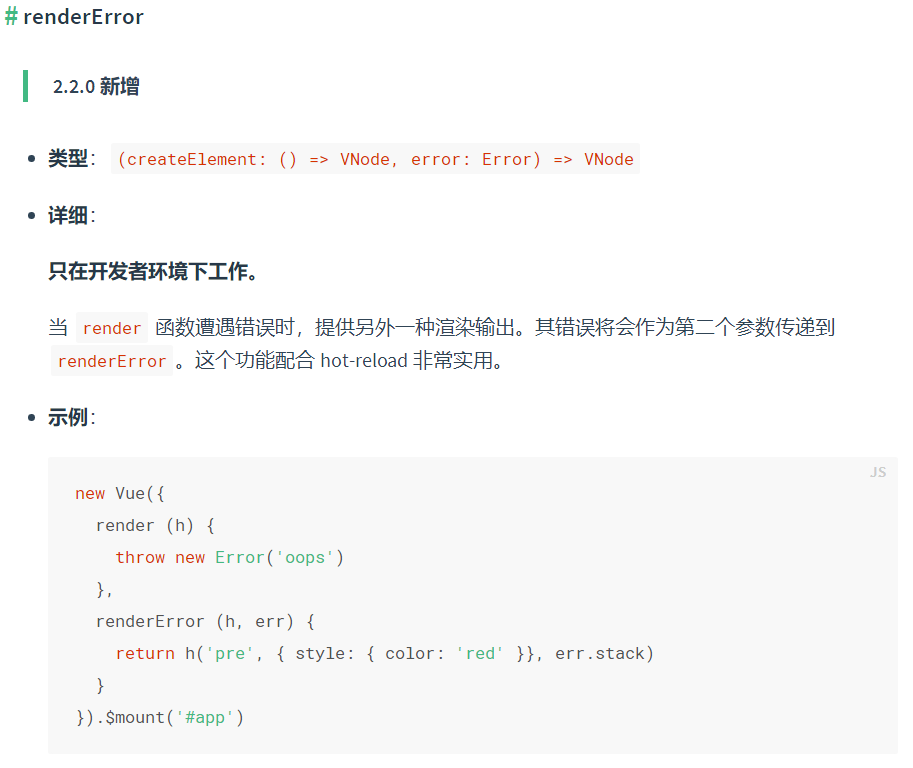 # renderError
2.2.0 新增
类型： (createElement: () => VNode, error: Error) => VNode
详细：
只在开发者环境下工作。
当 render 函数遭遇错误时，提供另外一种渲染输出。其错误将会作为第二个参数传递到
renderError 。这个功能配合 hot-reload 非常实用。
示例：
JS
new Vue({
  render (h) {
    throw new Error('oops')
  },
  renderError (h, err) {
    return h('pre', { style: { color: 'red' }}, err.stack)
  }
}).$mount('#app')